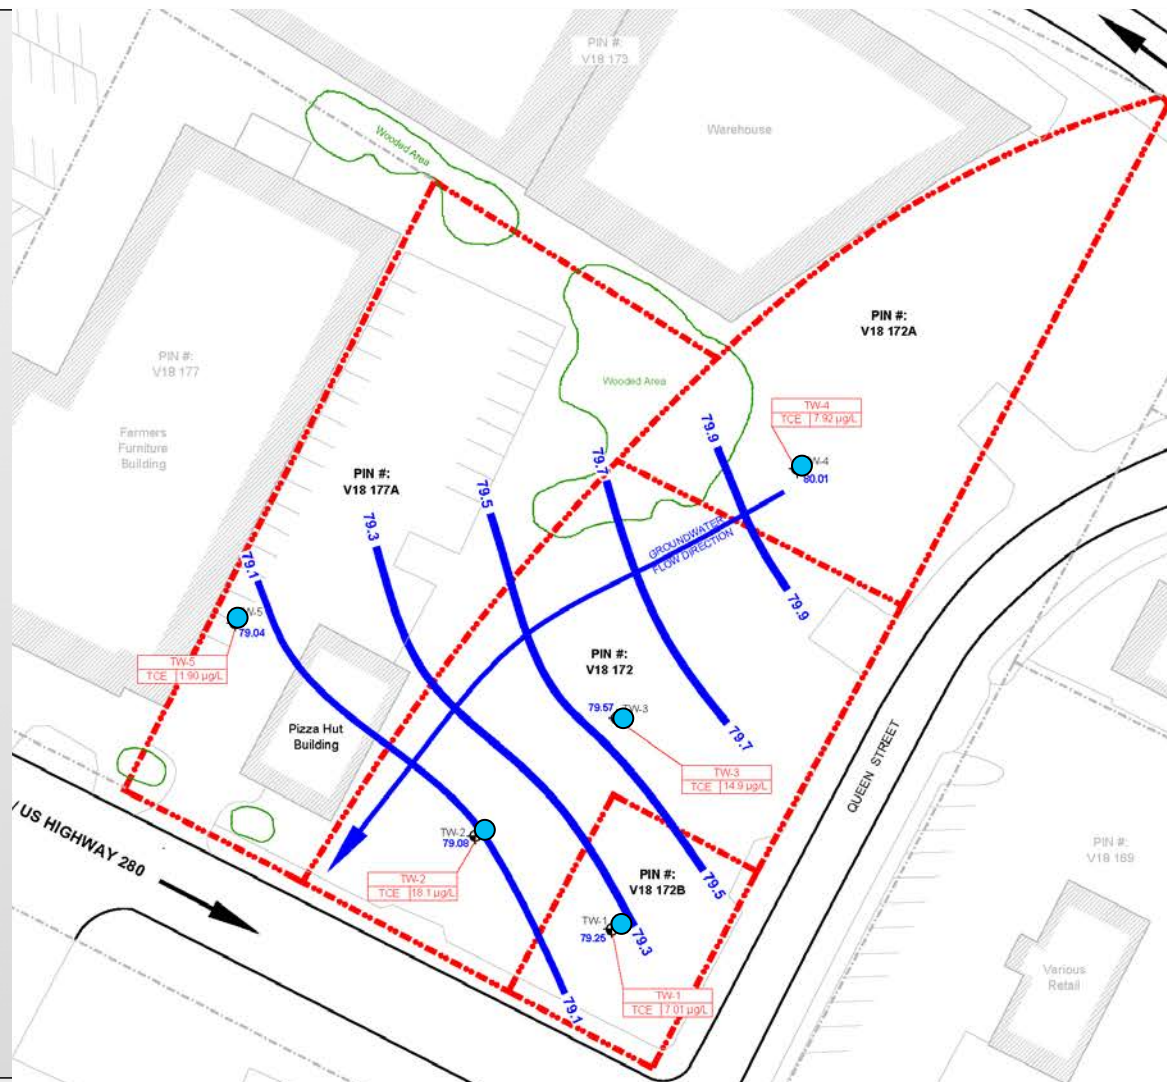 PIN #:
V18 173
Warehouse
Wooded Area
PIN #:
V18 172A
PIN #:
V18 177
Wooded Area
TW-4
TCE 7.92 µg/L
79.9
W-4
80.01
Farmers
Furniture
Building
PIN #:
V18 177A
79.7
79.5
79.3
GROUNDWATER
FLOW DIRECTION
79.1
79.9
W-5
79.04
TW-5
TCE 1.90 µg/L
PIN #:
V18 172
79.57 TW-3
79.7
Pizza Hut
Building
TW-3
TCE 14.9 µg/L
QUEEN STREET
US HIGHWAY 280
TW-2
79.08
PIN #:
V18 169
TW-2
TCE 18.1 µg/L
PIN #:
V18 172B
79.5
TW-1
79.25
79.3
Various
Retail
TW-1
TCE 7.01 µg/L
79.1